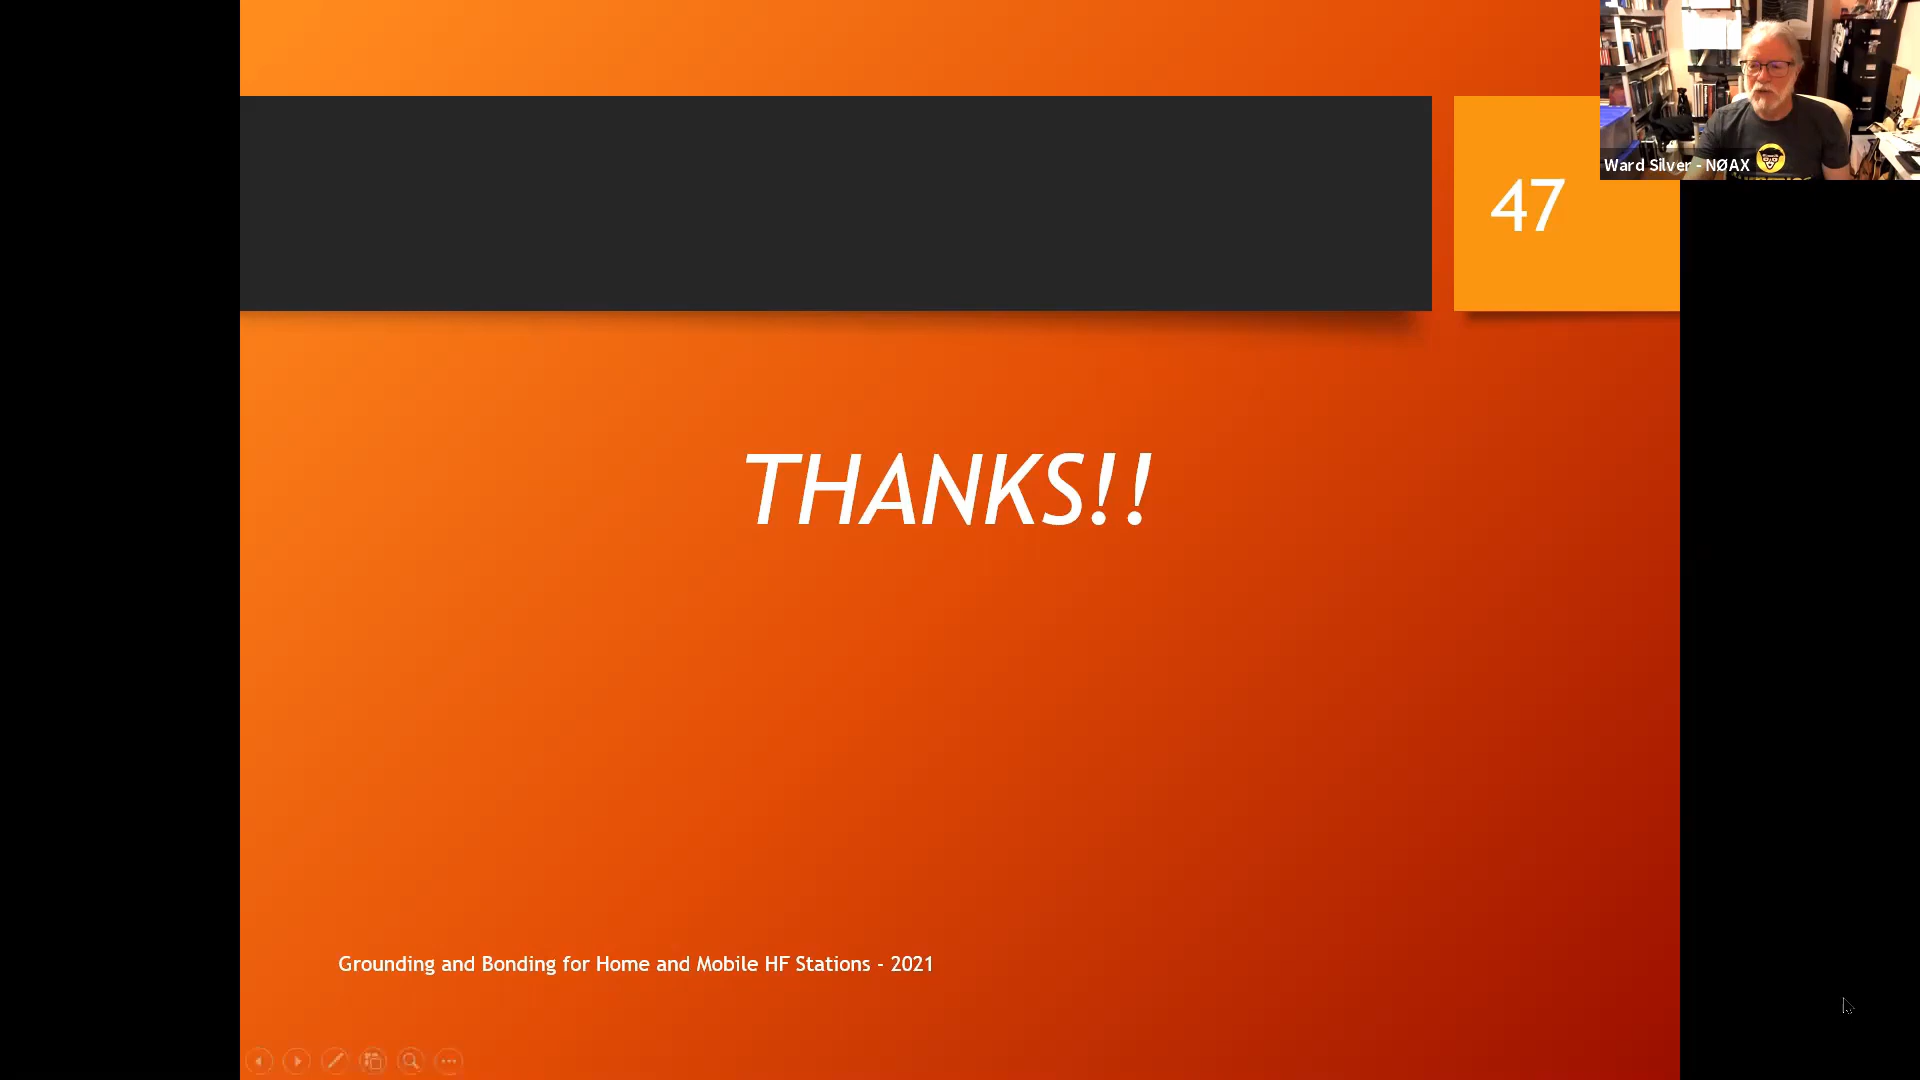 Ward Silver - NØAX
47
THANKS!!
Grounding and Bonding for Home and Mobile HF Stations - 2021